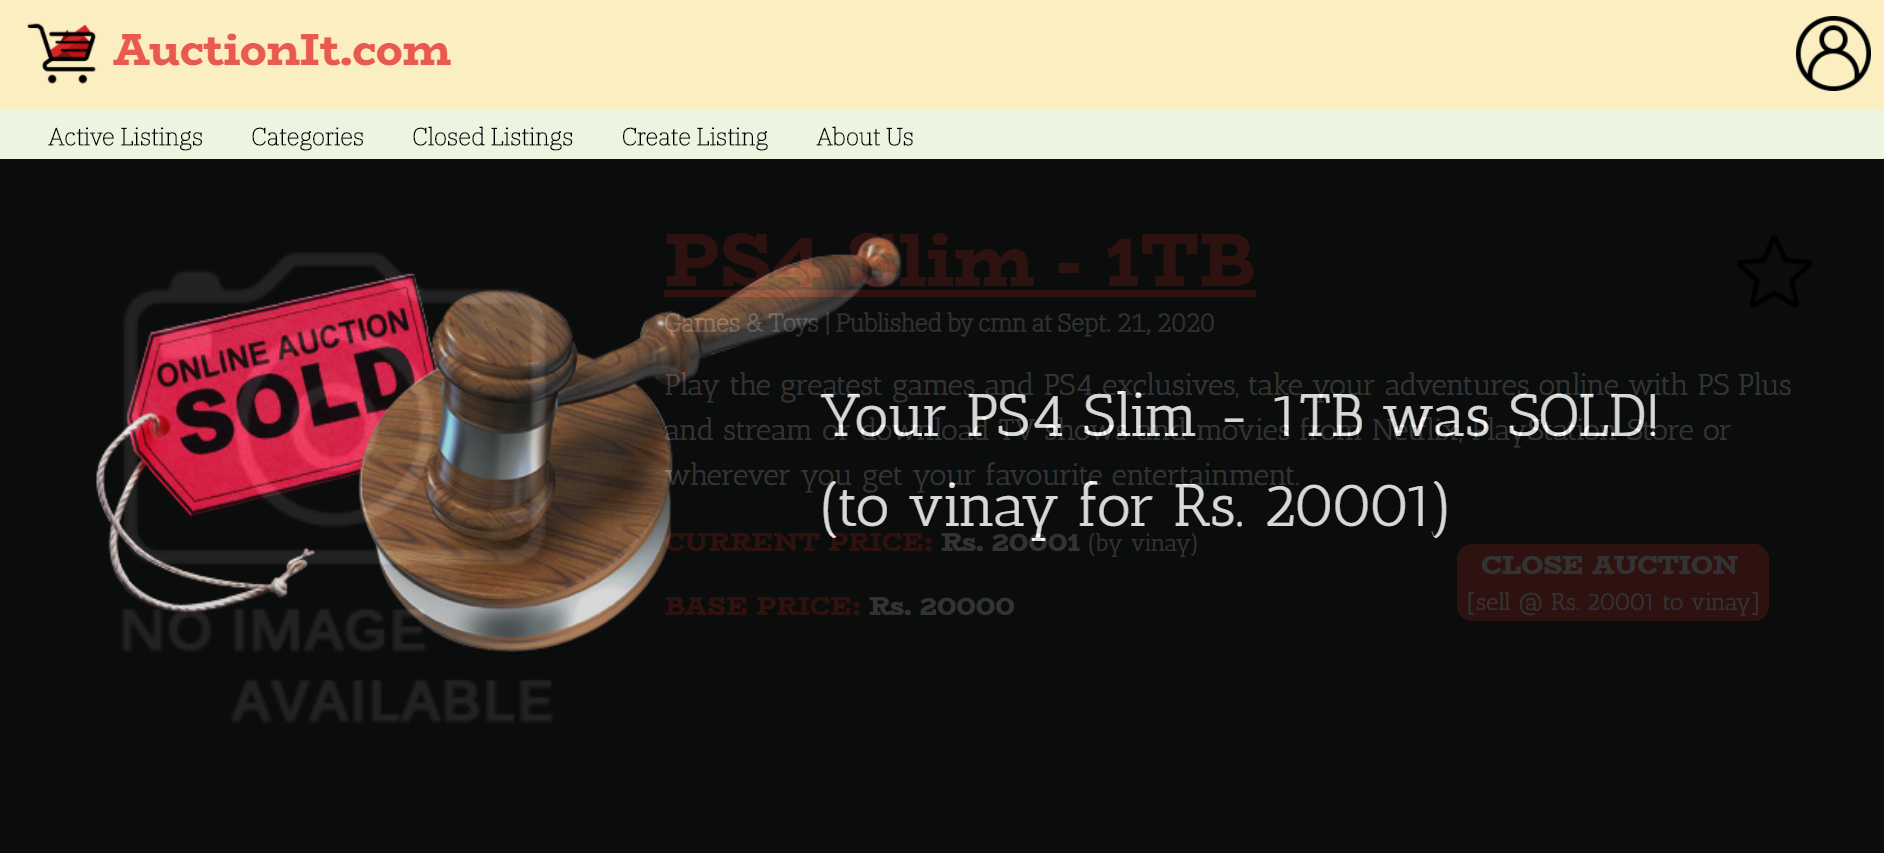 AuctionIt.com
Active Listings Categories Closed Listings Create Listing About Us
ONLINE AUCTION
SOLD
NO IMAGE
AVAILABLE
PS4 Slim - 1TB
Games & Toys | Published by cmn at Sept. 21, 2020
Play the greatest games and PS4 exclusives, take your adventures online with PS Plus
and stream or download TV shows and movies from Netflix, PlayStation Store or
wherever you get your favourite entertainment.
Your PS4 Slim - 1TB was SOLD!
(to vinay for Rs. 20001)
CURRENT PRICE: Rs. 20001 (by vinay)
BASE PRICE: Rs. 20000
CLOSE AUCTION
[sell @ Rs. 20001 to vinay]